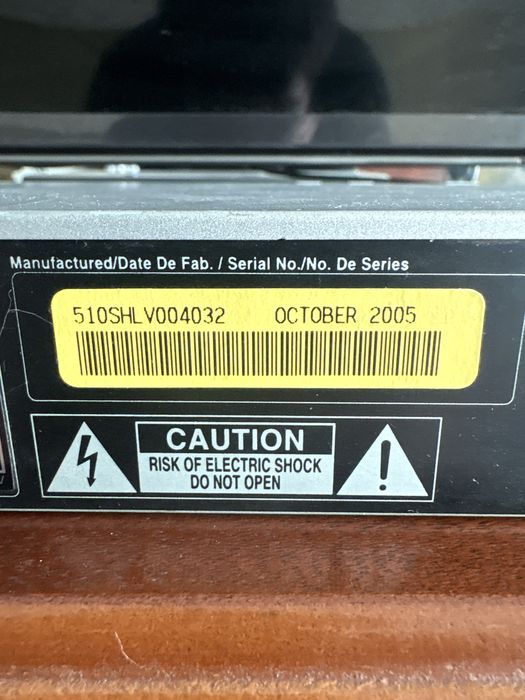 Manufactured/Date De Fab. / Serial No./No. De Series
510SHLV004032 OCTOBER 2005
CAUTION
RISK OF ELECTRIC SHOCK
DO NOT OPEN